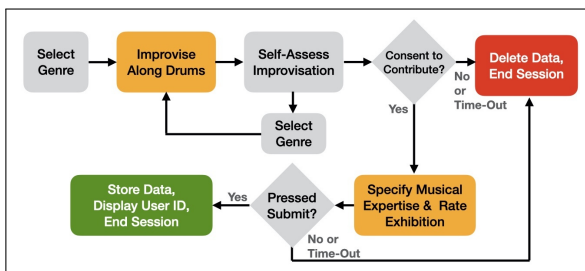 Select
Genre
Improvise
Along Drums
Self-Assess
Improvisation
Consent to
Contribute?
No
or
Time-Out
Delete Data,
End Session
Select
Genre
Yes
Store Data,
Display User ID,
End Session
Yes
Pressed
Submit?
No or
Time-Out
Specify Musical
Expertise & Rate
Exhibition